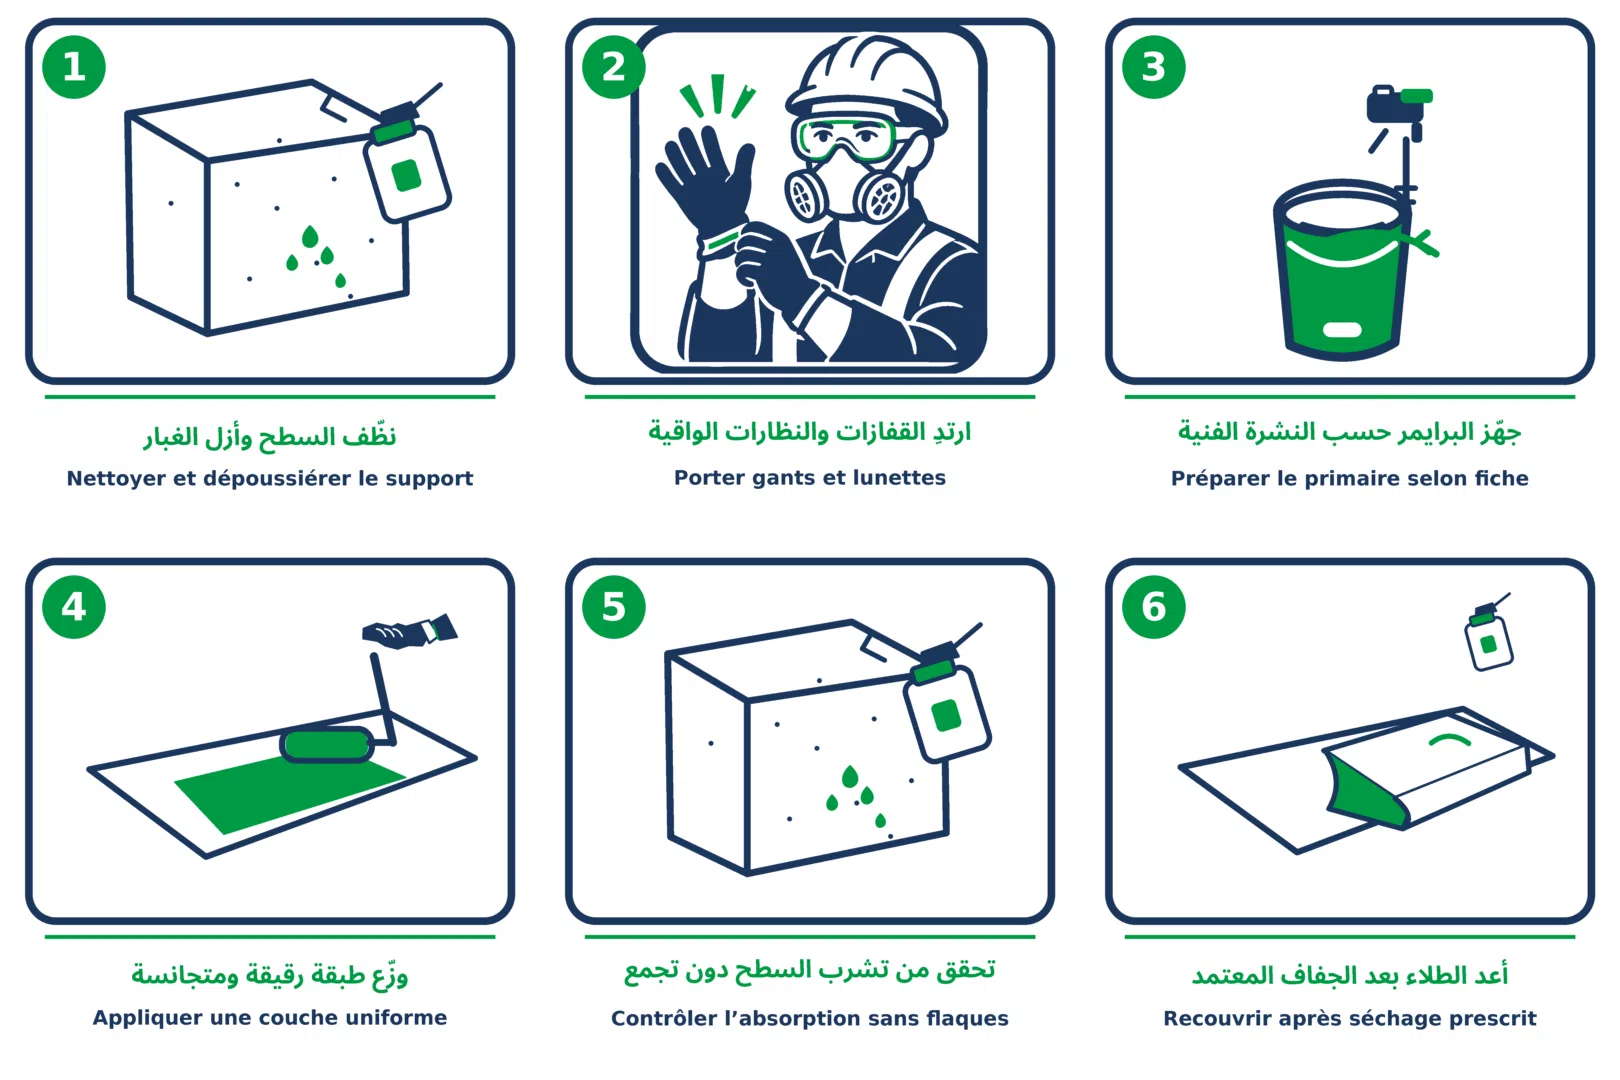 1
نظّف السطح وأزل الغبار
Nettoyer et dépoussiérer le support
2
ارتدِ القفازات والنظارات الواقية
Porter gants et lunettes
3
جهّز البرايمر حسب النشرة الفنية
Préparer le primaire selon fiche
4
وزّع طبقة رقيقة ومتجانسة
Appliquer une couche uniforme
5
تحقق من تشرب السطح دون تجمع
Contrôler l’absorption sans flaques
6
أعد الطلاء بعد الجفاف المعتمد
Recouvrir après séchage prescrit